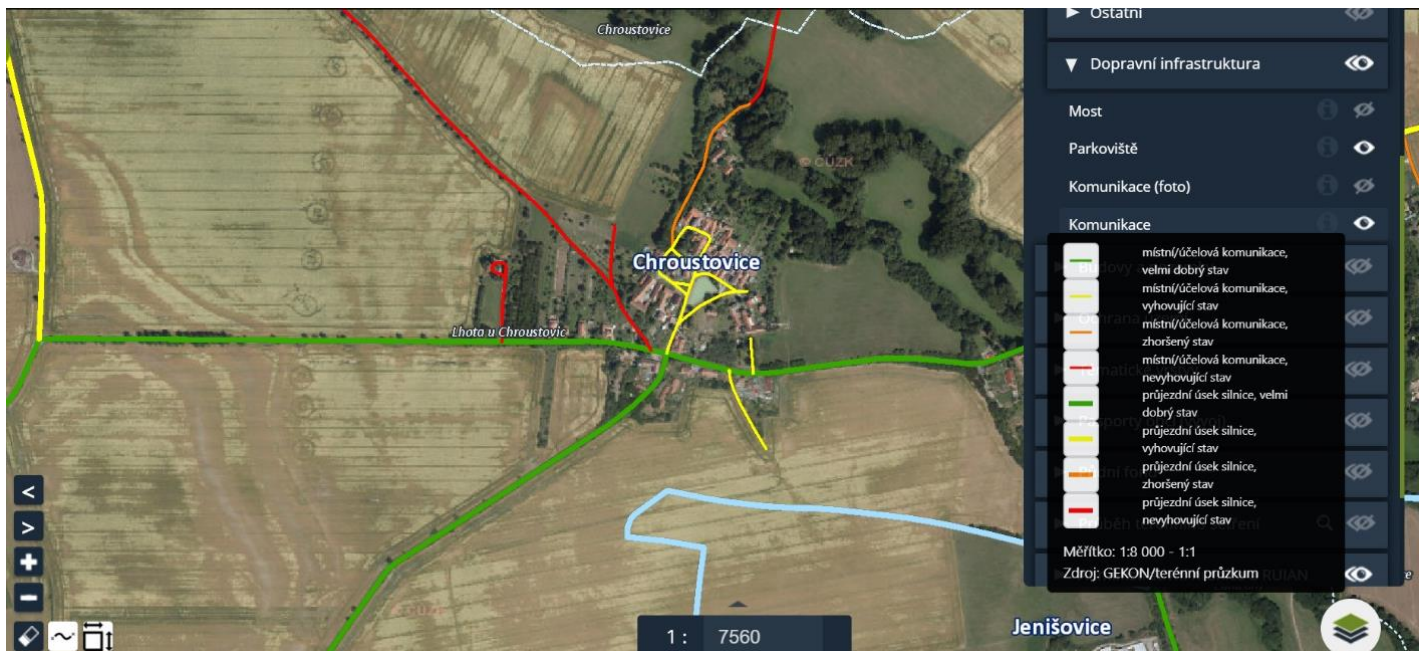 Chroustovice
© ČÚZK
Chroustovice
Lhota u Chroustovic
Jenišovice
<
>
+
−
1 : 7560
► Ostatní
▼ Dopravní infrastruktura
Most
Parkoviště
Komunikace (foto)
Komunikace
místní/účelová komunikace,
velmi dobrý stav
místní/účelová komunikace,
vyhovující stav
místní/účelová komunikace,
zhoršený stav
místní/účelová komunikace,
nevyhovující stav
průjezdní úsek silnice, velmi
dobrý stav
průjezdní úsek silnice,
vyhovující stav
průjezdní úsek silnice,
zhoršený stav
průjezdní úsek silnice,
nevyhovující stav
Měřítko: 1:8 000 - 1:1
Zdroj: GEKON/terénní průzkum
RUIAN